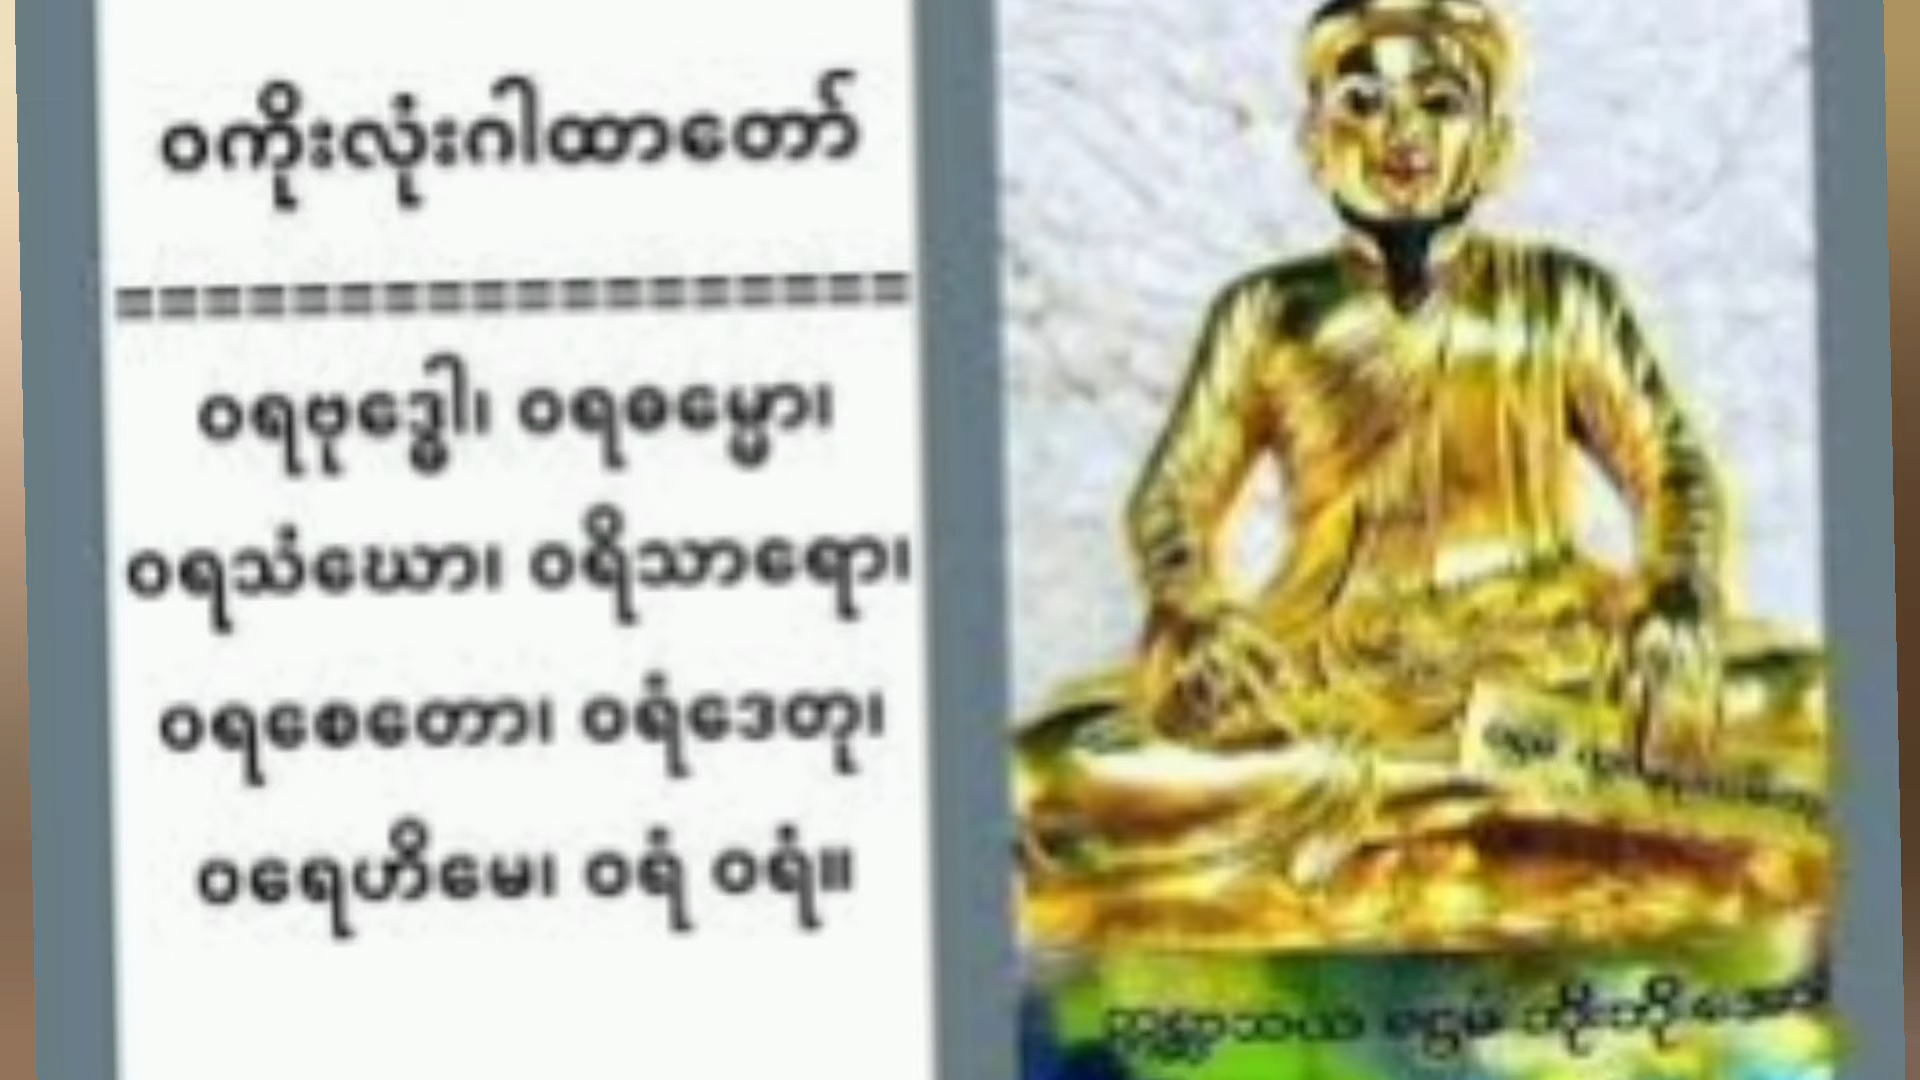 ဝကိုးလုံးဂါထာတော်
==================
ဝရဗုဒ္ဓေါ၊ ဝရဓမ္မော၊
ဝရသံဃော၊ ဝရိသာရော၊
ဝရစေတော၊ ဝရံဒေတု၊
ဝရေဟိမေ၊ ဝရံ ဝရံ။